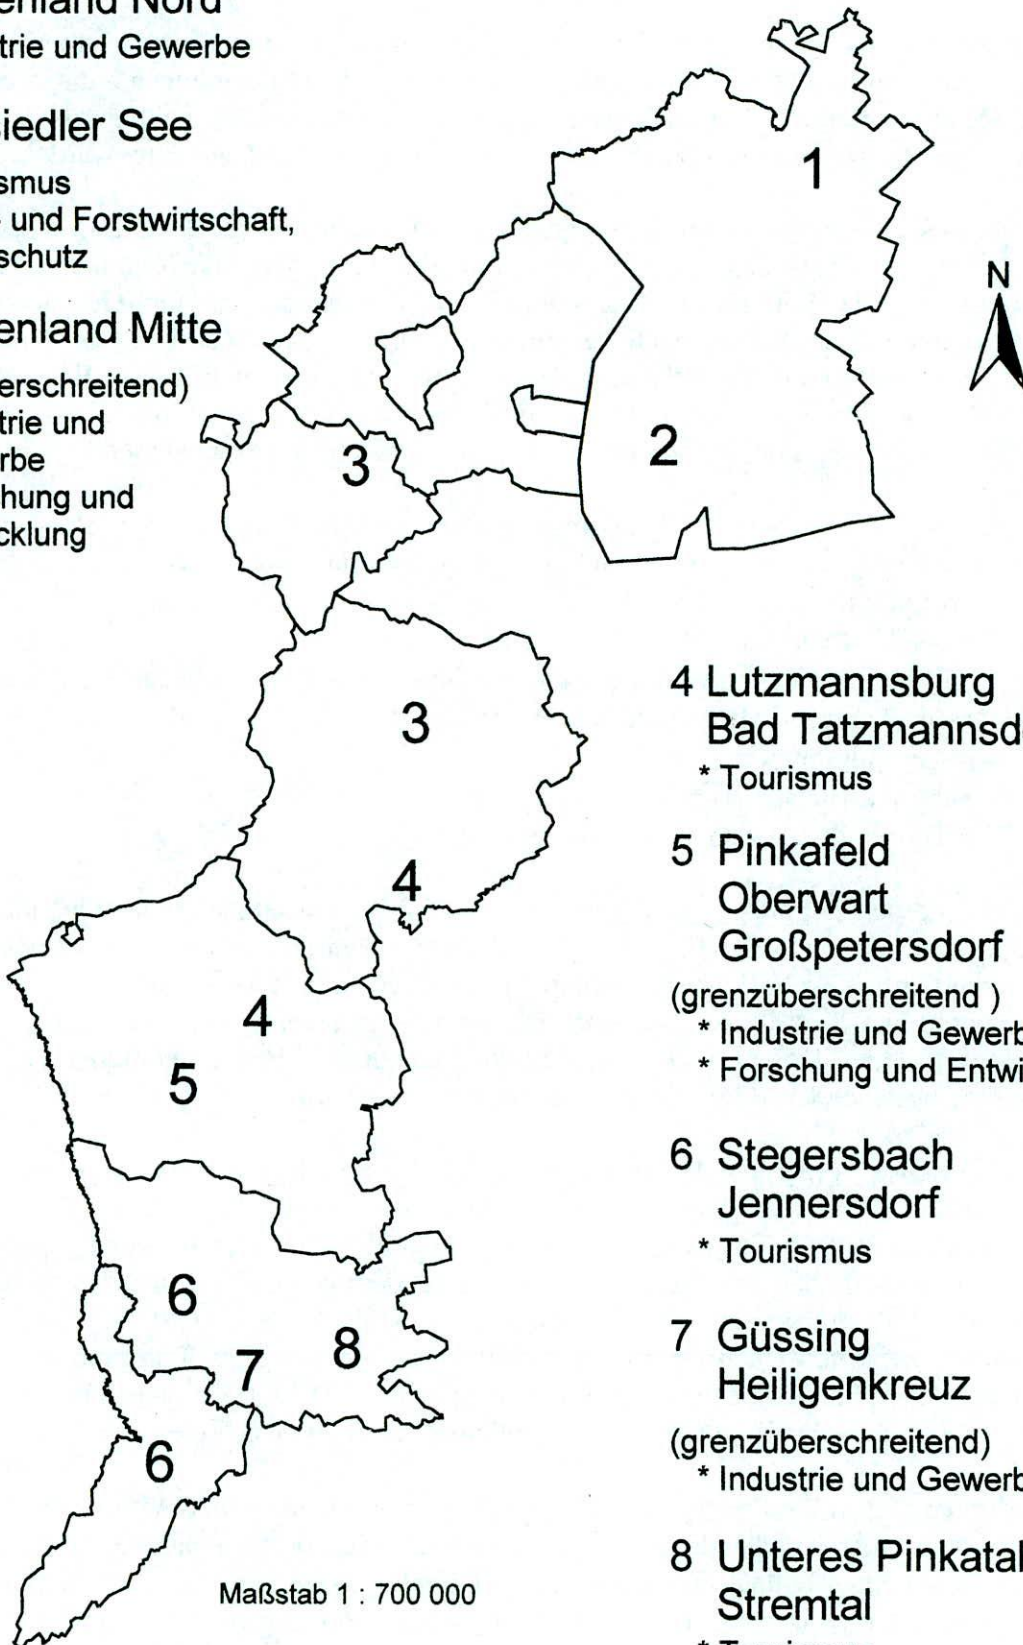 enland Nord
trie und Gewerbe
iedler See
smus
und Forstwirtschaft,
schutz
enland Mitte
erschreitend)
trie und
rbe
hung und
cklung
1
N
2
3
3
4
4
5
6
7
8
6
4 Lutzmannsburg
Bad Tatzmannsd
* Tourismus
5 Pinkafeld
Oberwart
Großpetersdorf
(grenzüberschreitend )
* Industrie und Gewerb
* Forschung und Entwi
6 Stegersbach
Jennersdorf
* Tourismus
7 Güssing
Heiligenkreuz
(grenzüberschreitend)
* Industrie und Gewerb
8 Unteres Pinkatal
Stremtal
Maßstab 1 : 700 000